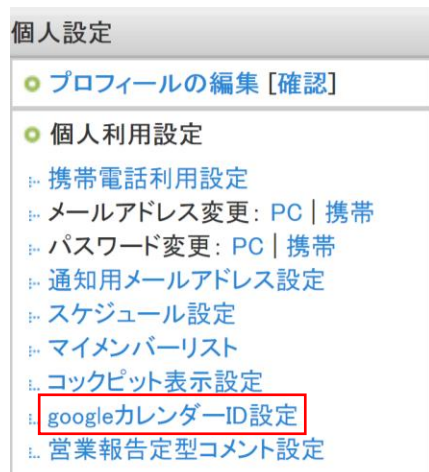 個人設定
プロフィールの編集 [確認]
個人利用設定
携帯電話利用設定
メールアドレス変更: PC | 携帯
パスワード変更: PC | 携帯
通知用メールアドレス設定
スケジュール設定
マイメンバーリスト
コックピット表示設定
googleカレンダーID設定
営業報告定型コメント設定